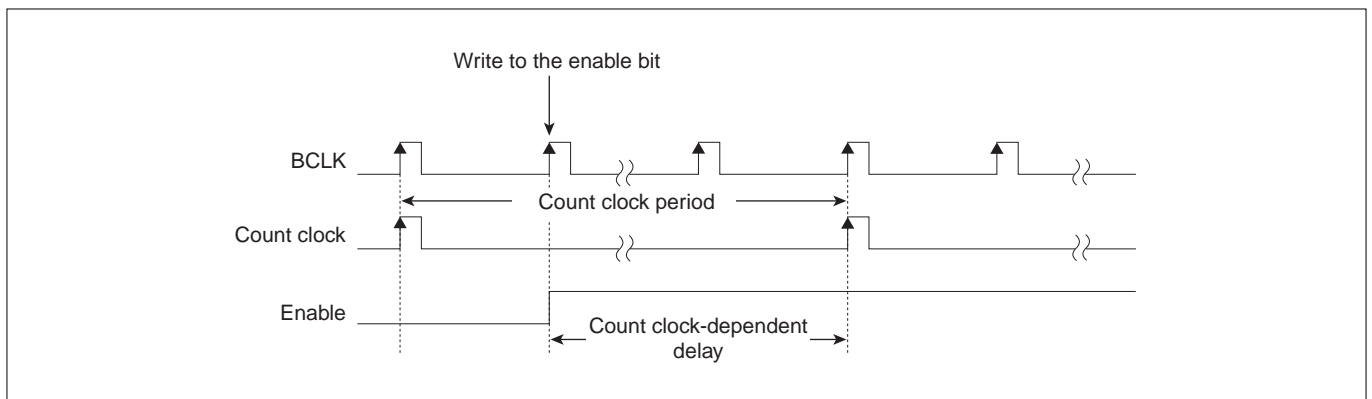 Write to the enable bit
BCLK
Count clock period
Count clock
Enable
Count clock-dependent
delay